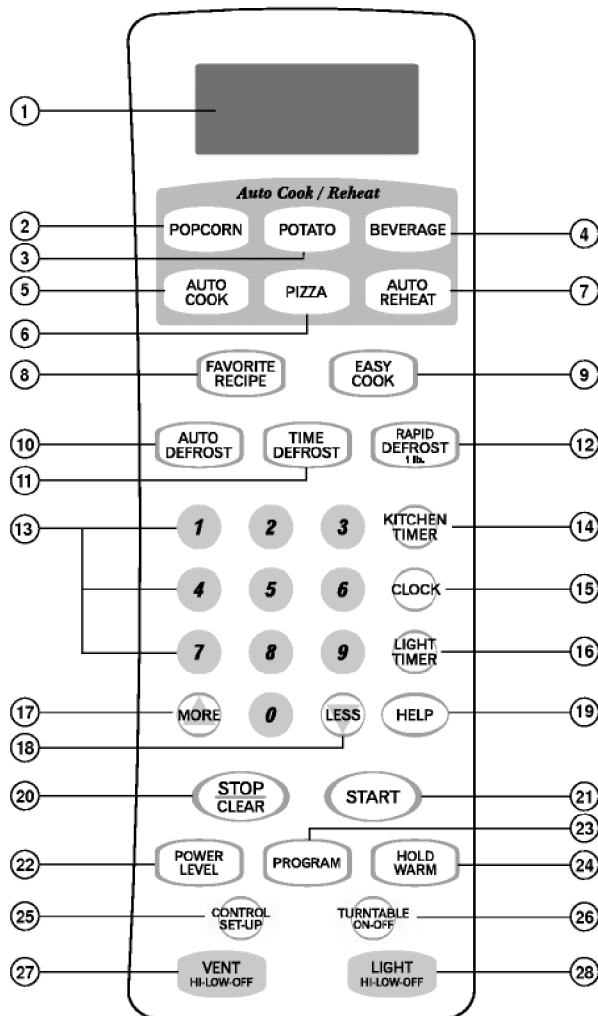 1
Auto Cook / Reheat
2
POPCORN
POTATO
BEVERAGE
4
3
5
AUTO
COOK
PIZZA
AUTO
REHEAT
7
6
8
FAVORITE
RECIPE
EASY
COOK
9
10
AUTO
DEFROST
TIME
DEFROST
RAPID
DEFROST
1 lb.
12
11
13
1
2
3
KITCHEN
TIMER
14
4
5
6
CLOCK
15
7
8
9
LIGHT
TIMER
16
17
MORE
0
LESS
HELP
19
18
20
STOP
CLEAR
START
21
23
22
POWER
LEVEL
PROGRAM
HOLD
WARM
24
25
CONTROL
SET-UP
TURNTABLE
ON-OFF
26
27
VENT
HI-LOW-OFF
LIGHT
HI-LOW-OFF
28